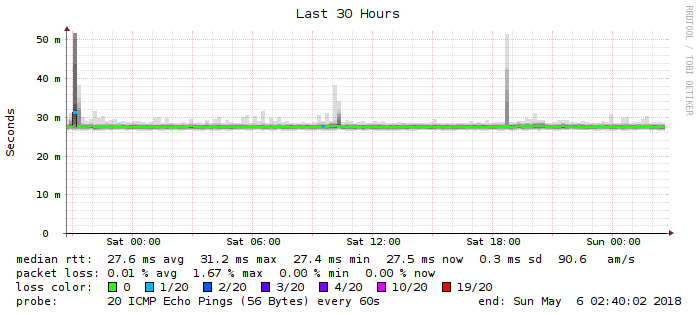 Last 30 Hours
RRDTOOL / TOBI OETIKER
Seconds
50 m
40 m
30 m
20 m
10 m
0
Sat 00:00 Sat 06:00 Sat 12:00 Sat 18:00 Sun 00:00
median rtt: 27.6 ms avg 31.2 ms max 27.4 ms min 27.5 ms now 0.3 ms sd 90.6 am/s
packet loss: 0.01 % avg 1.67 % max 0.00 % min 0.00 % now
loss color: 0 1/20 2/20 3/20 4/20 10/20 19/20
probe: 20 ICMP Echo Pings (56 Bytes) every 60s end: Sun May 6 02:40:02 2018